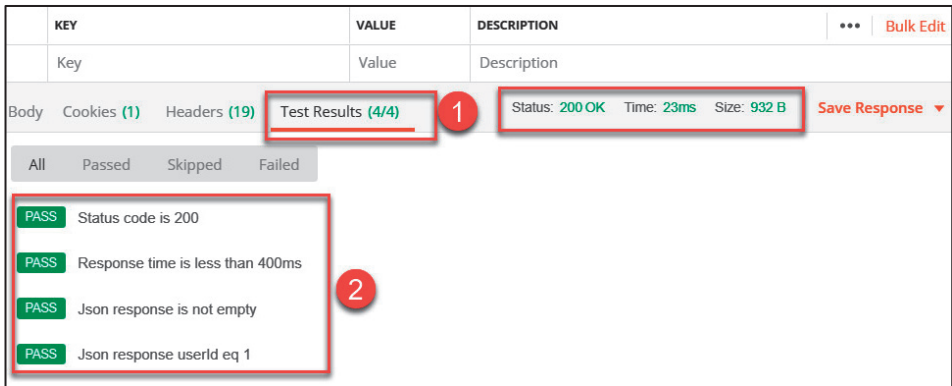 KEY VALUE DESCRIPTION ••• Bulk Edit
Key Value Description
Body Cookies (1) Headers (19) Test Results (4/4) 1 Status: 200 OK Time: 23ms Size: 932 B Save Response
All Passed Skipped Failed
PASS Status code is 200
PASS Response time is less than 400ms
2
PASS Json response is not empty
PASS Json response userId eq 1